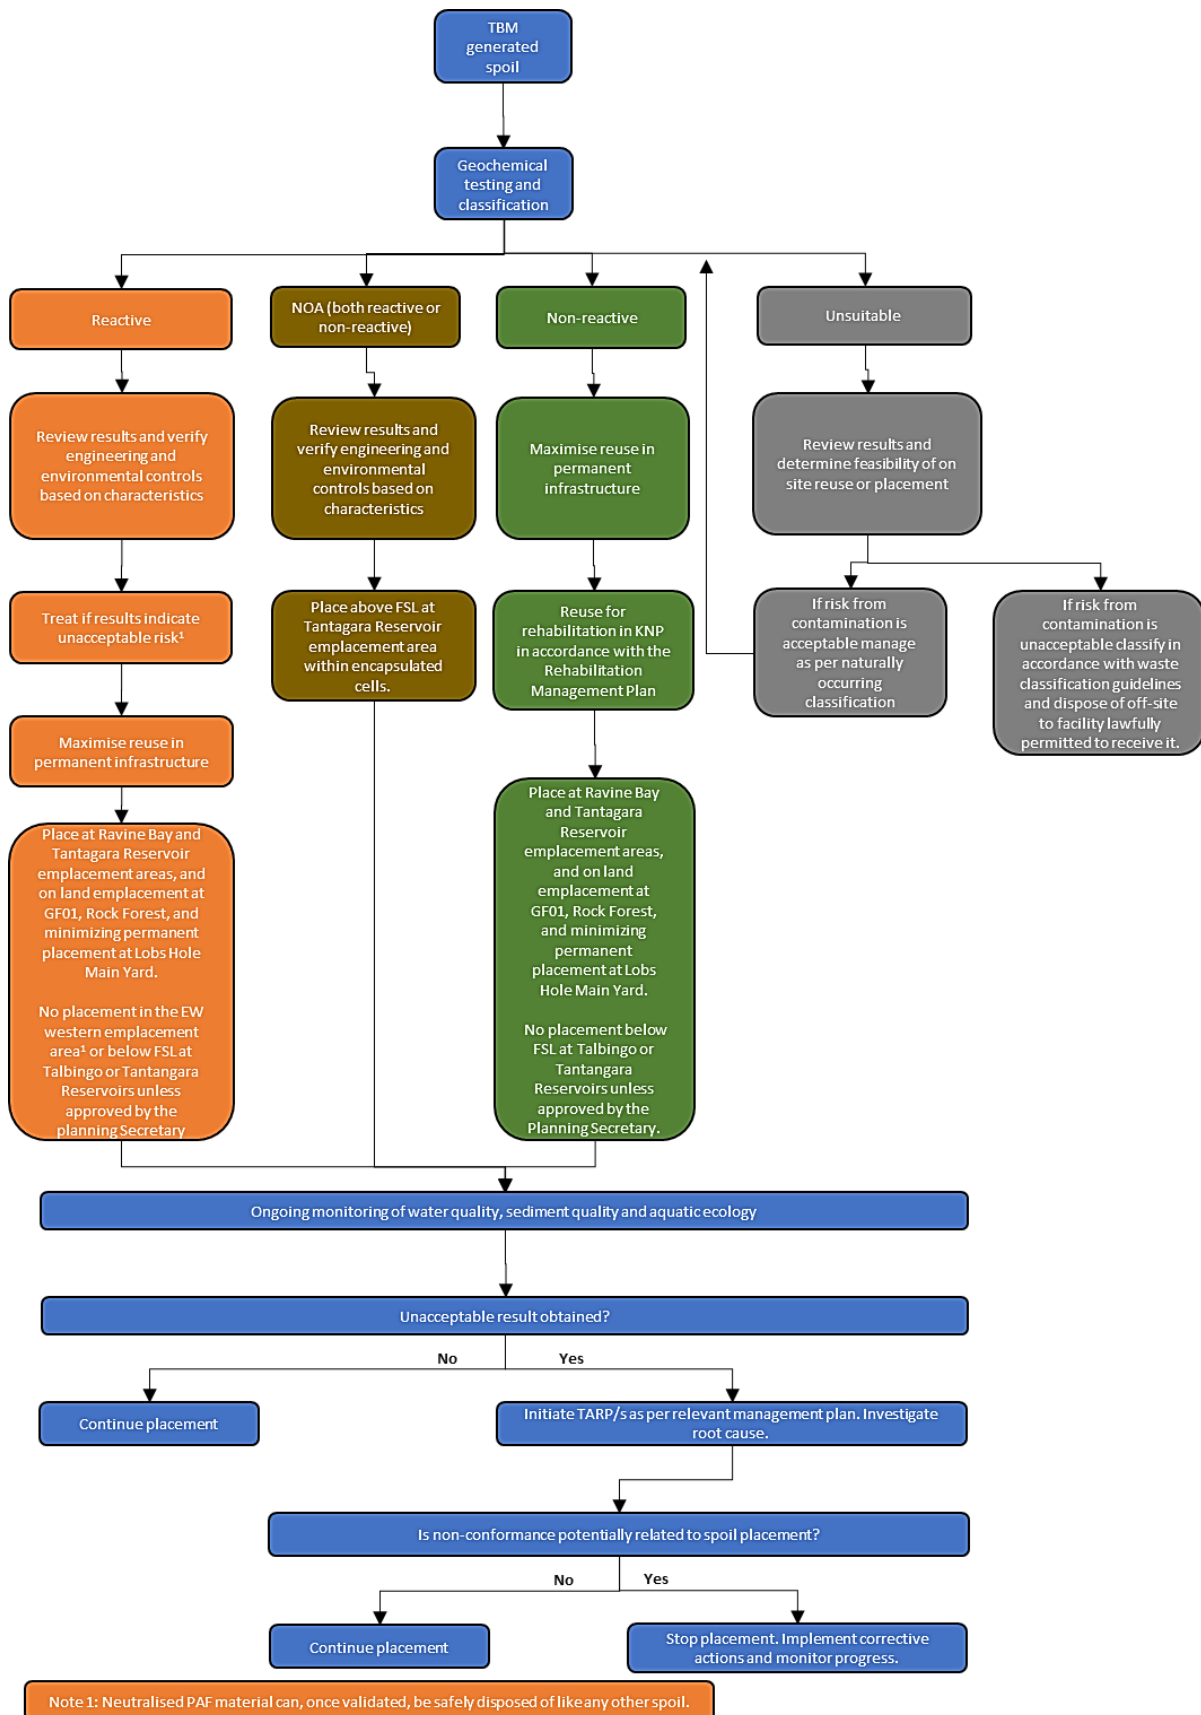 TBM
generated
spoil
Geochemical
testing and
classification
Reactive
NOA (both reactive or
non-reactive)
Non-reactive
Unsuitable
Review results and verify
engineering and
environmental controls
based on characteristics
Review results and
verify engineering and
environmental
controls based on
characteristics
Maximise reuse in
permanent
infrastructure
Review results and
determine feasibility of on
site reuse or placement
Treat if results indicate
unacceptable risk¹
Place above FSL at
Tantagara Reservoir
emplacement area
within encapsulated
cells.
Reuse for
rehabilitation in KNP
in accordance with the
Rehabilitation
Management Plan
If risk from
contamination is
acceptable manage
as per naturally
occurring
classification
If risk from
contamination is
unacceptable classify in
accordance with waste
classification guidelines
and dispose of off-site
to facility lawfully
permitted to receive it.
Maximise reuse in
permanent infrastructure
Place at Ravine Bay and
Tantagara Reservoir
emplacement areas, and
on land emplacement at
GF01, Rock Forest, and
minimizing permanent
placement at Lobs Hole
Main Yard.
No placement in the EW
western emplacement
area¹ or below FSL at
Talbingo or Tantangara
Reservoirs unless
approved by the
planning Secretary
Place at Ravine Bay
and Tantagara
Reservoir
emplacement areas,
and on land
emplacement at
GF01, Rock Forest,
and minimizing
permanent
placement at Lobs
Hole Main Yard.
No placement below
FSL at Talbingo or
Tantangara
Reservoirs unless
approved by the
Planning Secretary.
Ongoing monitoring of water quality, sediment quality and aquatic ecology
Unacceptable result obtained?
No
Yes
Continue placement
Initiate TARP/s as per relevant management plan. Investigate
root cause.
Is non-conformance potentially related to spoil placement?
No
Yes
Continue placement
Stop placement. Implement corrective
actions and monitor progress.
Note 1: Neutralised PAF material can, once validated, be safely disposed of like any other spoil.